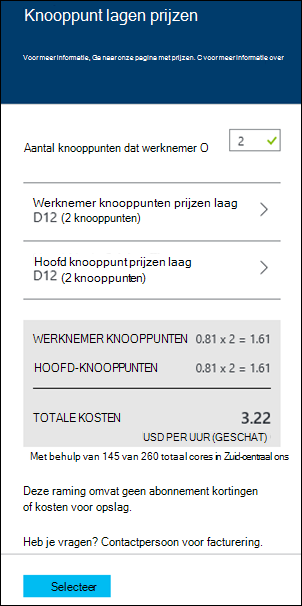 Knooppunt lagen prijzen
Voor meer informatie, Ga naar onze pagina met prijzen. C voor meer informatie over
Aantal knooppunten dat werknemer O
2
Werknemer knooppunten prijzen laag
D12 (2 knooppunten)
Hoofd knooppunt prijzen laag
D12 (2 knooppunten)
WERKNEMER KNOOPPUNTEN 0.81 x 2 = 1.61
HOOFD-KNOOPPUNTEN 0.81 x 2 = 1.61
TOTALE KOSTEN 3.22
USD PER UUR (GESCHAT)
Met behulp van 145 van 260 totaal cores in Zuid-centraal ons
Deze raming omvat geen abonnement kortingen
of kosten voor opslag.
Heb je vragen? Contactpersoon voor facturering.
Selecteer